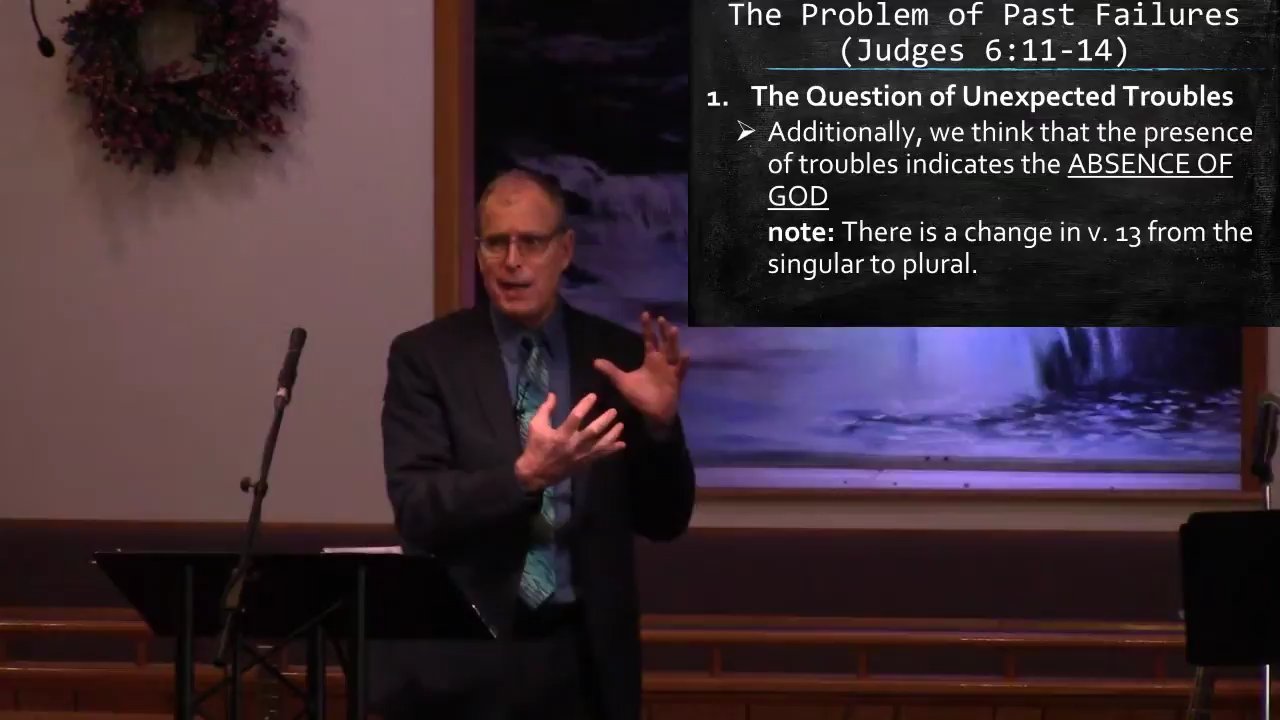 The Problem of Past Failures
(Judges 6:11-14)
1. The Question of Unexpected Troubles
➢ Additionally, we think that the presence
of troubles indicates the ABSENCE OF
GOD
note: There is a change in v. 13 from the
singular to plural.